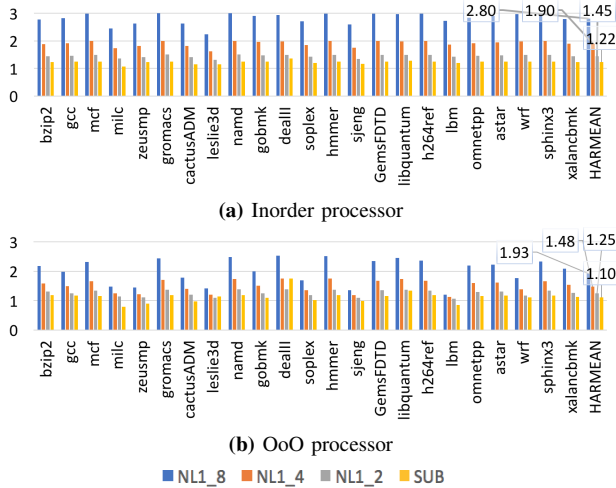 2.80 1.90 1.45
1.22
3
2
1
0
bzip2 gcc mcf milc zeusmp gromacs cactusADM leslie3d namd gobmk dealII soplex hmmer sjeng GemsFDTD libquantum h264ref lbm omnetpp astar wrf sphinx3 xalancbmk HARMEAN
(a) Inorder processor
1.48 1.25
1.93
1.10
3
2
1
0
bzip2 gcc mcf milc zeusmp gromacs cactusADM leslie3d namd gobmk dealII soplex hmmer sjeng GemsFDTD libquantum h264ref lbm omnetpp astar wrf sphinx3 xalancbmk HARMEAN
(b) OoO processor
NL1_8 NL1_4 NL1_2 SUB